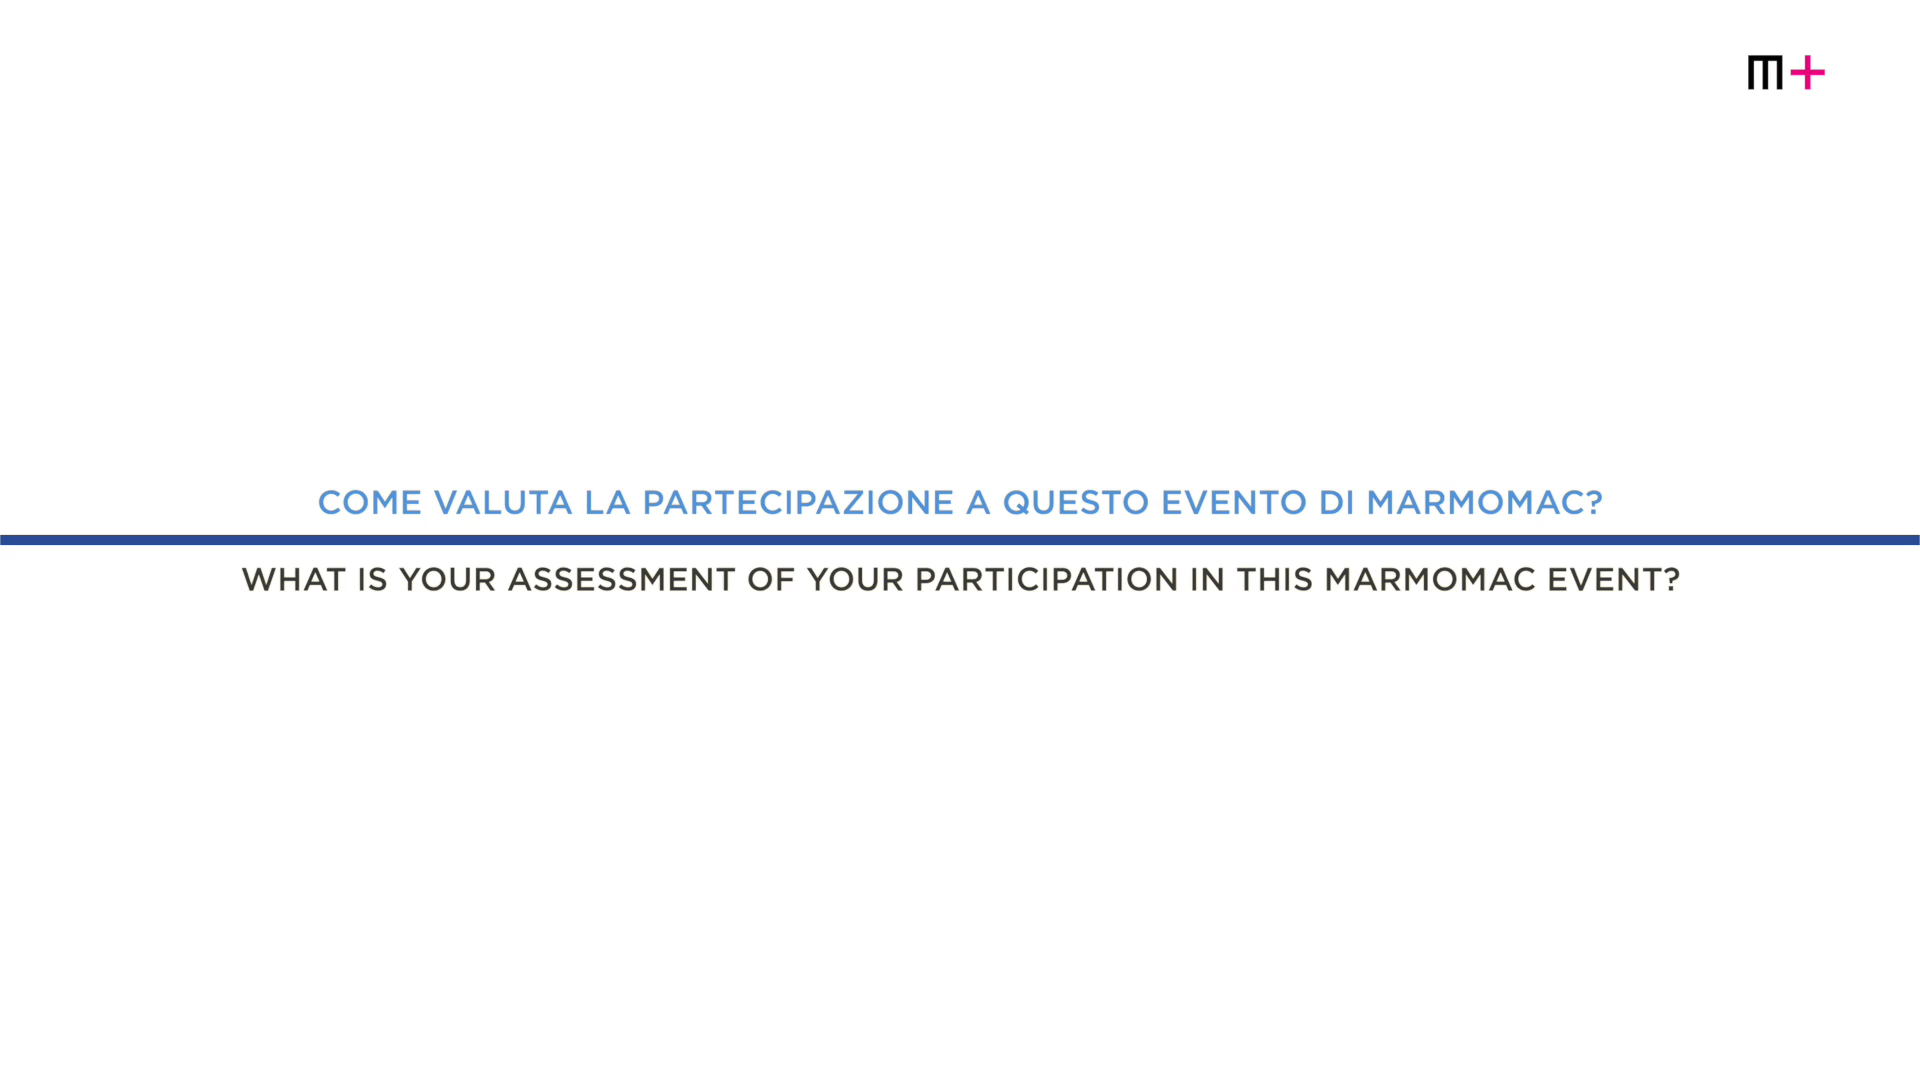 m+
COME VALUTA LA PARTECIPAZIONE A QUESTO EVENTO DI MARMOMAC?
WHAT IS YOUR ASSESSMENT OF YOUR PARTICIPATION IN THIS MARMOMAC EVENT?